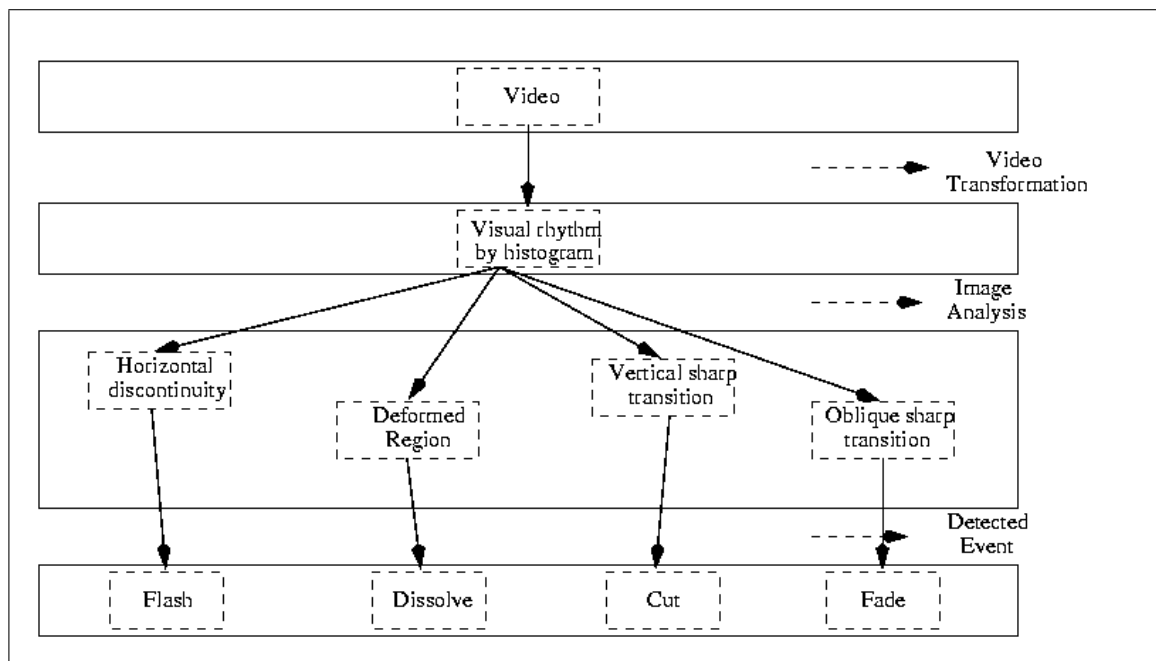 Video
Video
Transformation
Visual rhythm
by histogram
Image
Analysis
Horizontal
discontinuity
Vertical sharp
transition
Deformed
Region
Oblique sharp
transition
Detected
Event
Flash
Dissolve
Cut
Fade